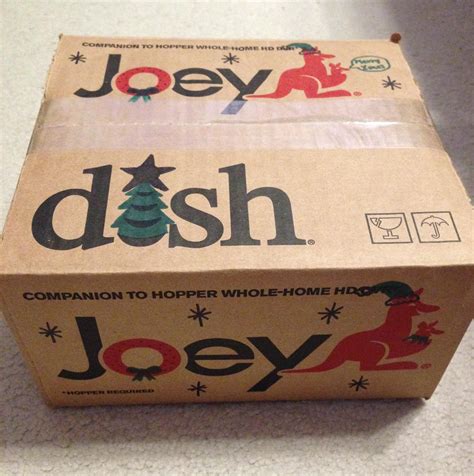 COMPANION TO HOPPER WHOLE-HOME HD DVR
Joey
Merry
Xmas!
dish®
COMPANION TO HOPPER WHOLE-HOME HD
Joey
*HOPPER REQUIRED